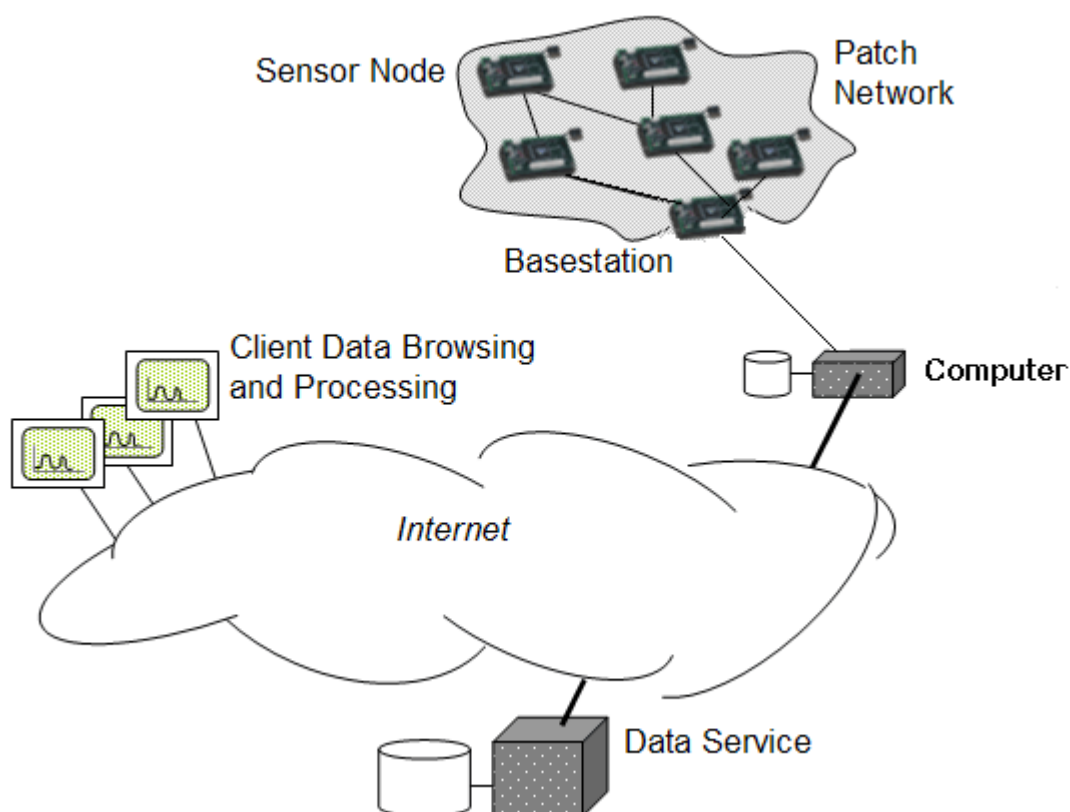 Sensor Node
Patch
Network
Basestation
Client Data Browsing
and Processing
Computer
Internet
Data Service